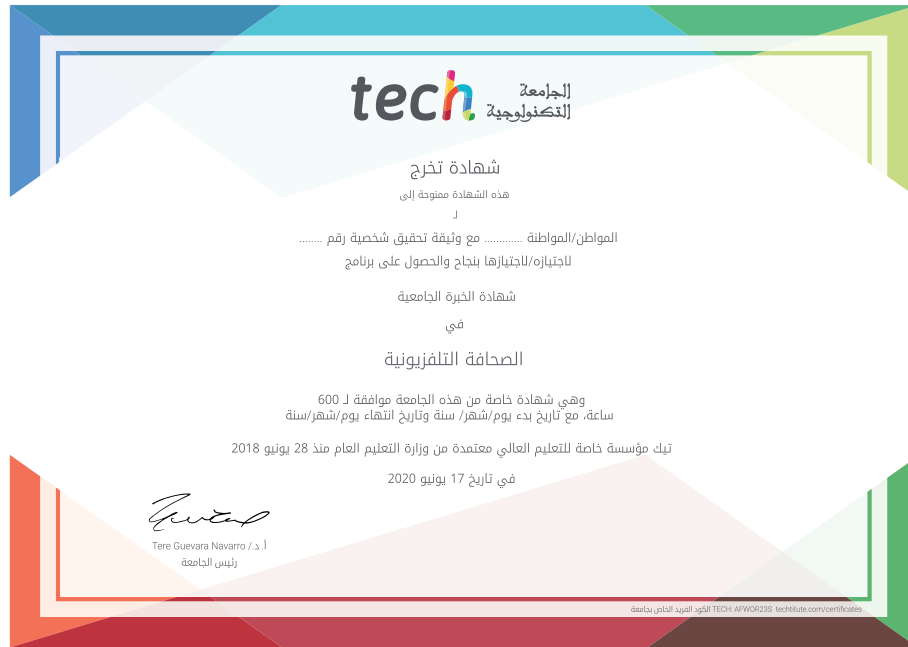 tech
الجامعة
التكنولوجية
شهادة تخرج
هذه الشهادة ممنوحة إلى
لـ
المواطن/المواطنة ............. مع وثيقة تحقيق شخصية رقم ........
لاجتيازه/لاجتيازها بنجاح والحصول على برنامج
شهادة الخبرة الجامعية
في
الصحافة التلفزيونية
وهي شهادة خاصة من هذه الجامعة موافقة لـ 600
ساعة، مع تاريخ بدء يوم/شهر/ سنة وتاريخ انتهاء يوم/شهر/سنة
تيك مؤسسة خاصة للتعليم العالي معتمدة من وزارة التعليم العام منذ 28 يونيو 2018
في تاريخ 17 يونيو 2020
أ.د./ Tere Guevara Navarro
رئيس الجامعة
الكود الفريد الخاص بجامعة TECH: AFWOR23S techtitute.com/certificates